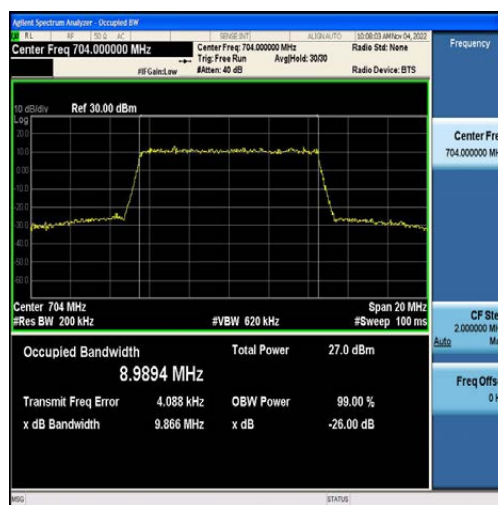 Agilent Spectrum Analyzer - Occupied BW
RL RF 50 Ω AC SENSE:INT ALIGN AUTO 10:08:03 AM Nov 04, 2022
Center Freq 704.000000 MHz Center Freq: 704.000000 MHz Radio Std: None Frequency
Trig: Free Run Avg|Hold: 30/30
#IFGain:Low #Atten: 40 dB Radio Device: BTS
10 dB/div Ref 30.00 dBm
Log
20.0
10.0
0.00
-10.0
-20.0
-30.0
-40.0
-50.0
-60.0
Center Fre
704.000000 MH
Center 704 MHz Span 20 MHz
#Res BW 200 kHz #VBW 620 kHz #Sweep 100 ms
CF Ste
2.000000 MH
Auto Ma
Occupied Bandwidth Total Power 27.0 dBm
8.9894 MHz
Transmit Freq Error 4.088 kHz OBW Power 99.00 %
x dB Bandwidth 9.866 MHz x dB -26.00 dB
Freq Offs
0 H
MSG STATUS